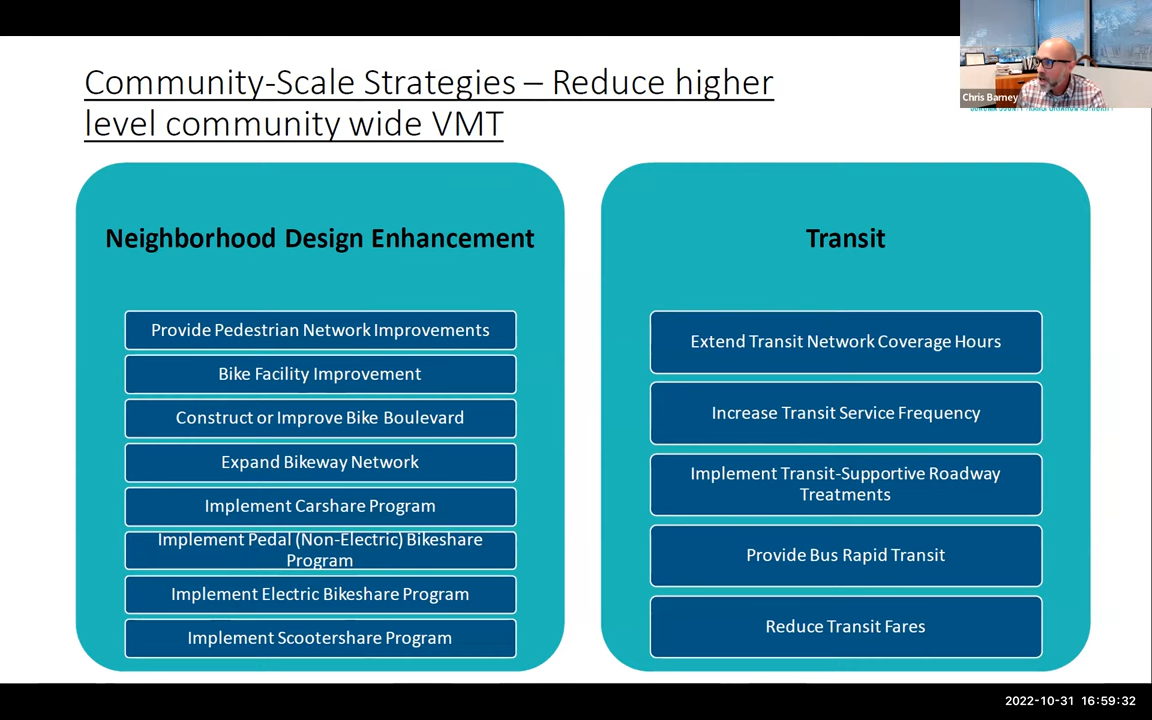 Community-Scale Strategies – Reduce higher
level community wide VMT
Chris Barney
Neighborhood Design Enhancement
Provide Pedestrian Network Improvements
Bike Facility Improvement
Construct or Improve Bike Boulevard
Expand Bikeway Network
Implement Carshare Program
Implement Pedal (Non-Electric) Bikeshare
Program
Implement Electric Bikeshare Program
Implement Scootershare Program
Transit
Extend Transit Network Coverage Hours
Increase Transit Service Frequency
Implement Transit-Supportive Roadway
Treatments
Provide Bus Rapid Transit
Reduce Transit Fares
2022-10-31 16:59:32